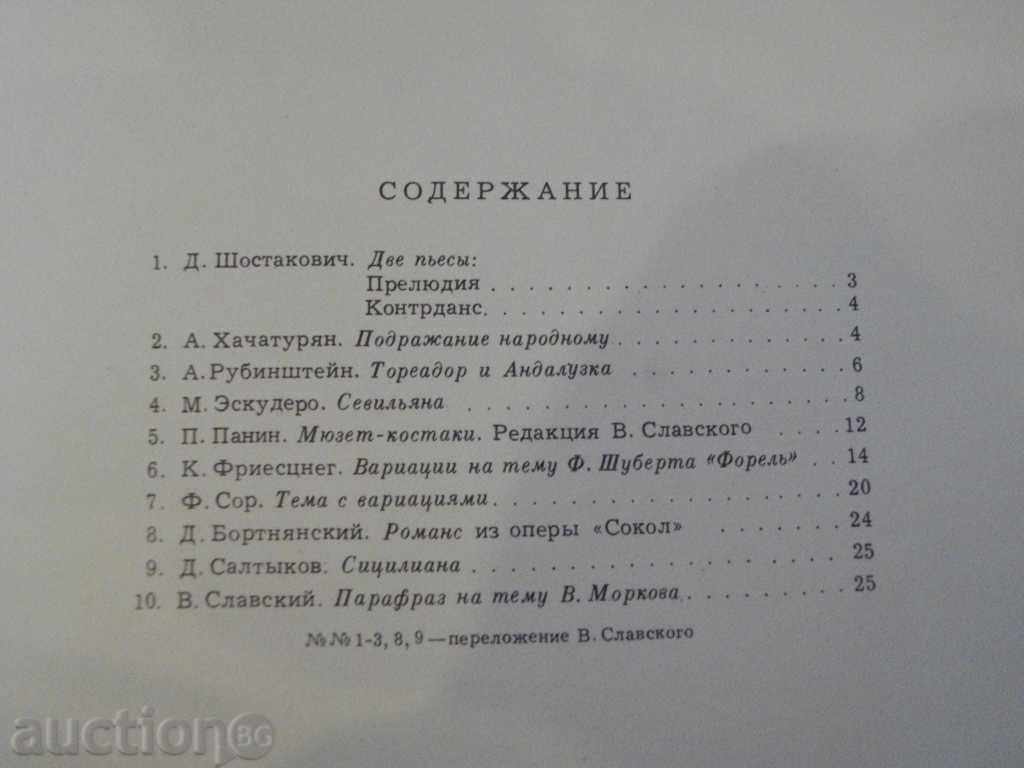 СОДЕРЖАНИЕ
1. Д. Шостакович. Две пьесы:
Прелюдия . . . . . . . . . . . . . . . . . . . 3
Контрданс. . . . . . . . . . . . . . . . . . . 4
2. А. Хачатурян. Подражание народному . . . . . . . . . . . . 4
3. А. Рубинштейн. Тореадор и Андалузка . . . . . . . . . . . . 6
4. М. Эскудеро. Севильяна . . . . . . . . . . . . . . . . . . . . 8
5. П. Панин. Мюзет-костаки. Редакция В. Славского . . . . 12
6. К. Фриесцнег. Вариации на тему Ф. Шуберта «Форель» . . 14
7. Ф. Сор. Тема с вариациями . . . . . . . . . . . . . . . . . . 20
8. Д. Бортнянский. Романс из оперы «Сокол» . . . . . . . . 24
9. Д. Салтыков. Сицилиана . . . . . . . . . . . . . . . . . . . . 25
10. В. Славский. Парафраз на тему В. Моркова . . . . . . . . . 25
№№ 1-3, 8, 9 — переложение В. Славского
auction BG